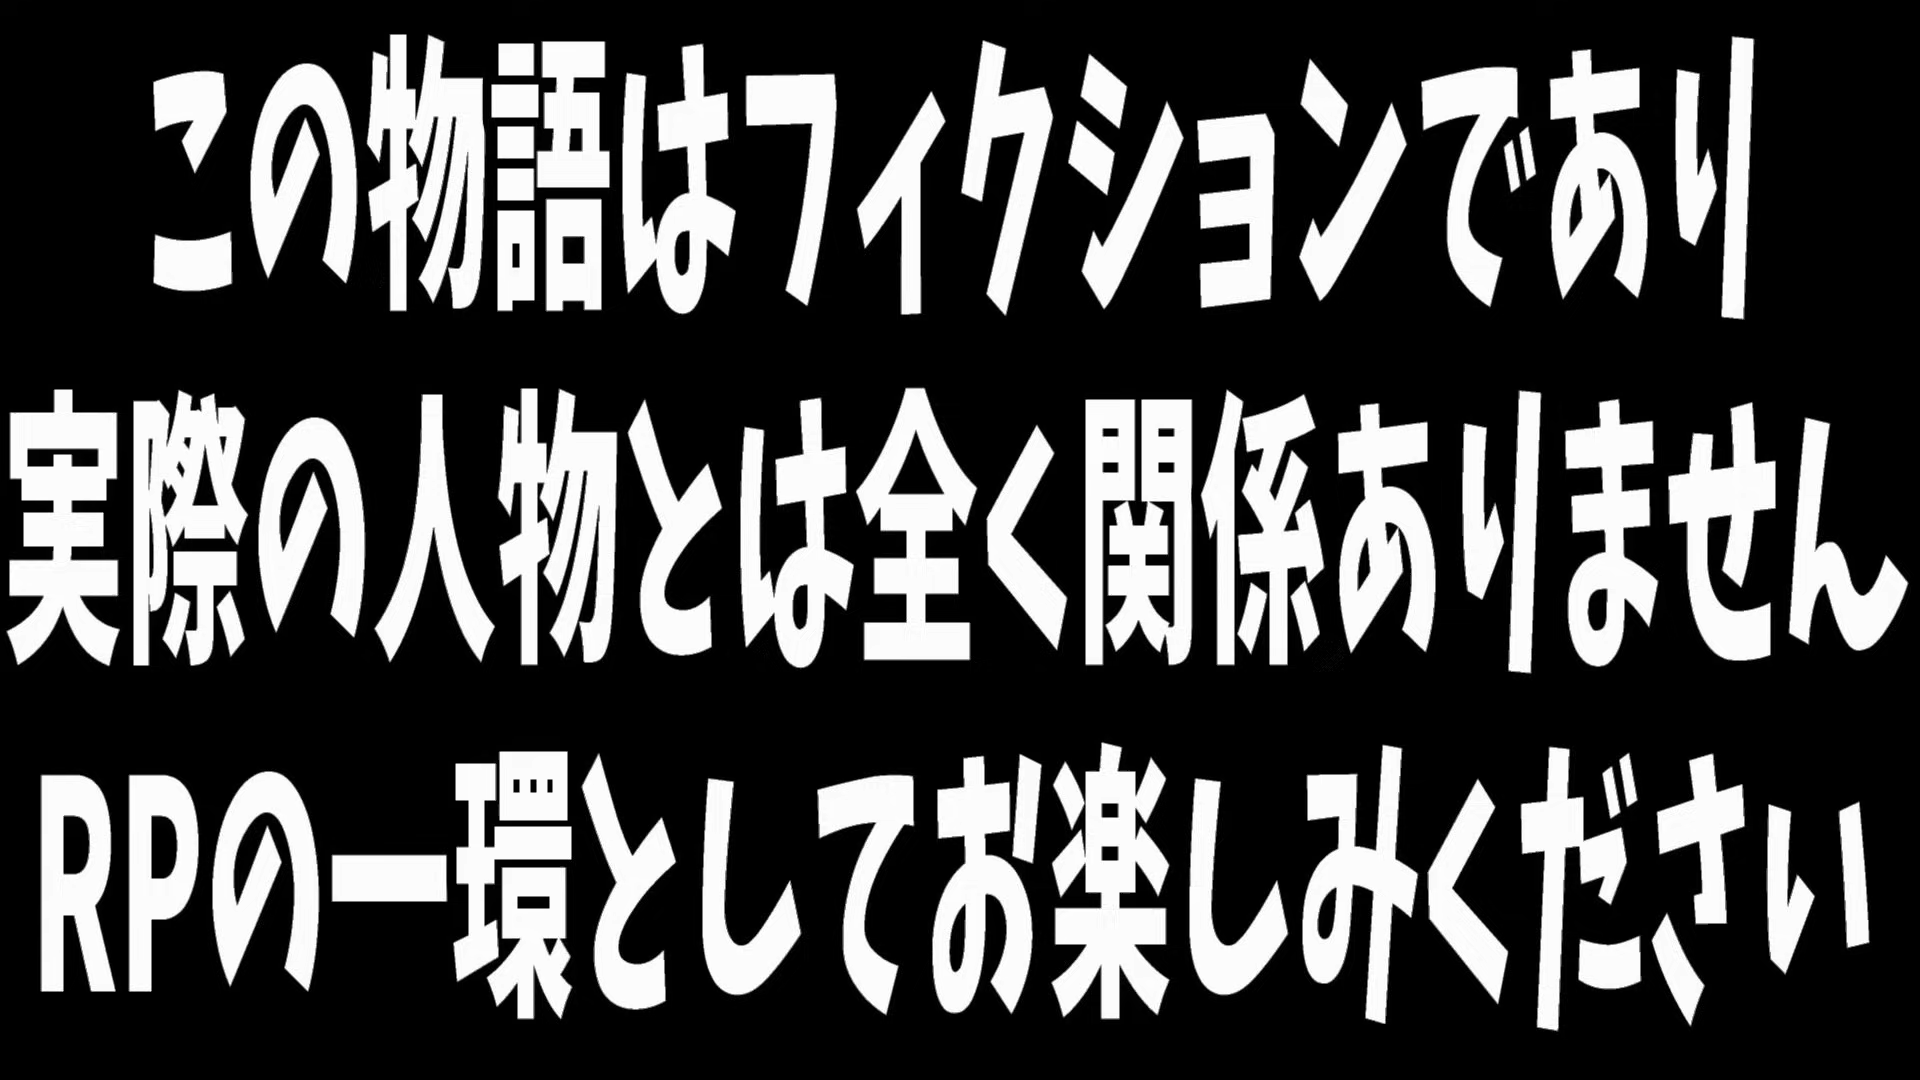 この物語はフィクションであり
実際の人物とは全く関係ありません
RPの一環としてお楽しみください